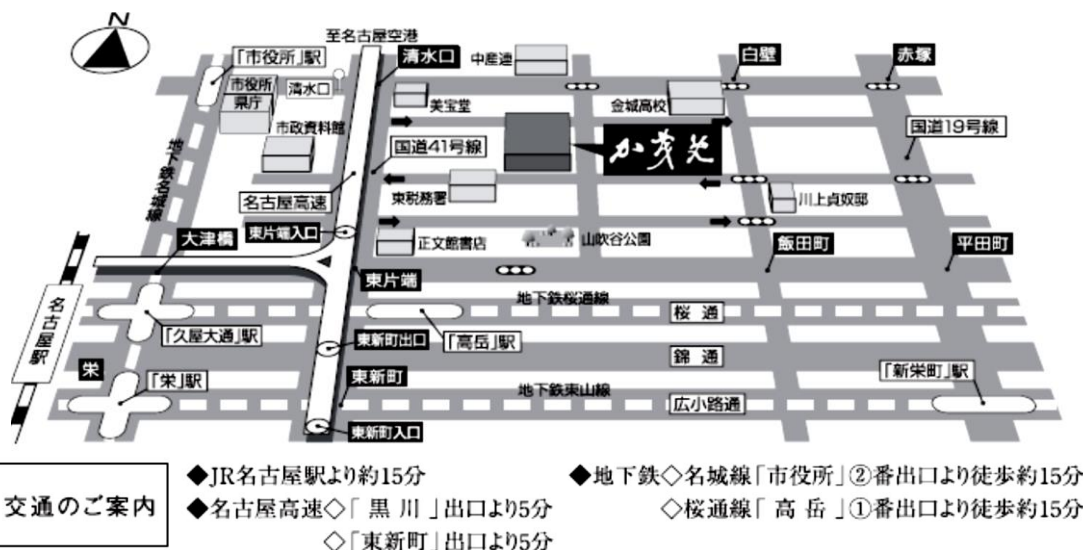 N
至名古屋空港
「市役所」駅
清水口
中産連
白壁
赤塚
市役所
県庁
清水口
美宝堂
金城高校
市政資料館
国道41号線
加茂免
国道19号線
地下鉄名城線
名古屋高速
東税務署
川上貞奴邸
大津橋
東片端入口
正文館書店
山吹谷公園
飯田町
平田町
東片端
名古屋駅
地下鉄桜通線
桜 通
「久屋大通」駅
東新町出口
「高岳」駅
錦 通
栄
「栄」駅
東新町
地下鉄東山線
「新栄町」駅
広小路通
東新町入口
交通のご案内
◆JR名古屋駅より約15分
◆名古屋高速◇「 黒川 」出口より5分
◇「東新町」出口より5分
◆地下鉄◇名城線「市役所」②番出口より徒歩約15分
◇桜通線「 高 岳 」①番出口より徒歩約15分